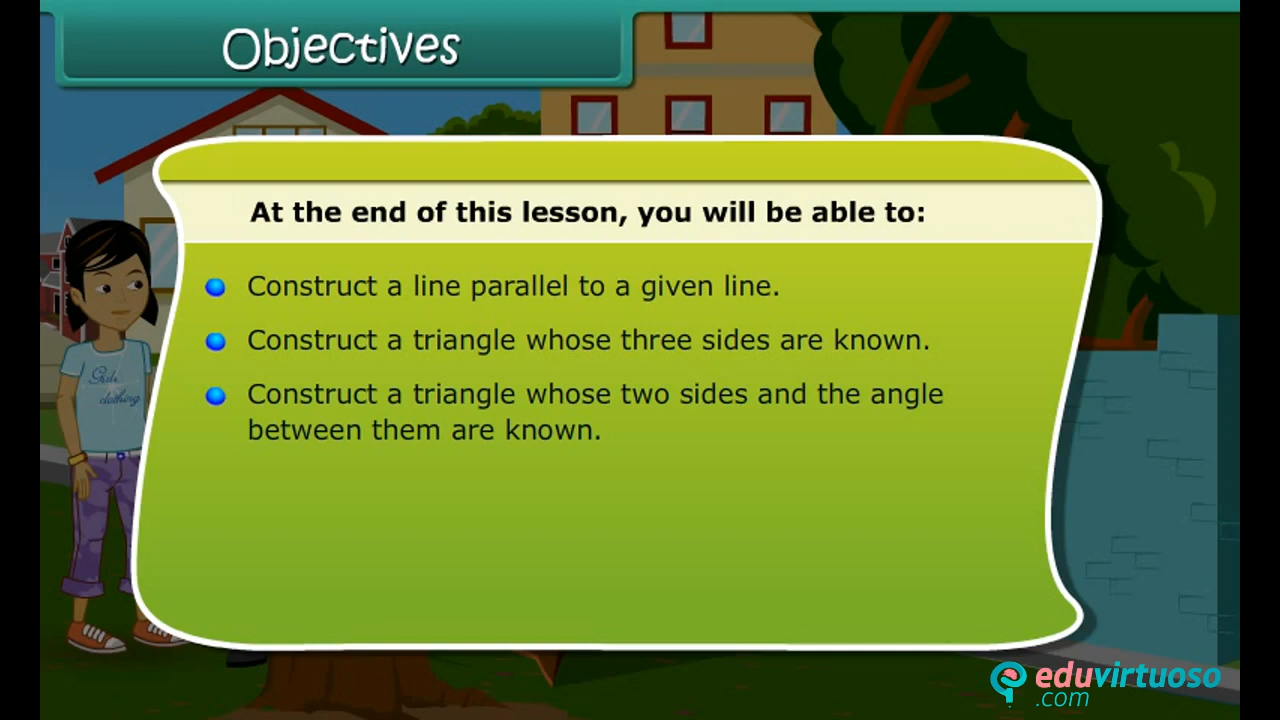 Objectives
At the end of this lesson, you will be able to:
Construct a line parallel to a given line.
Construct a triangle whose three sides are known.
Construct a triangle whose two sides and the angle
between them are known.
Girls
clothing
eduvirtuoso
.com